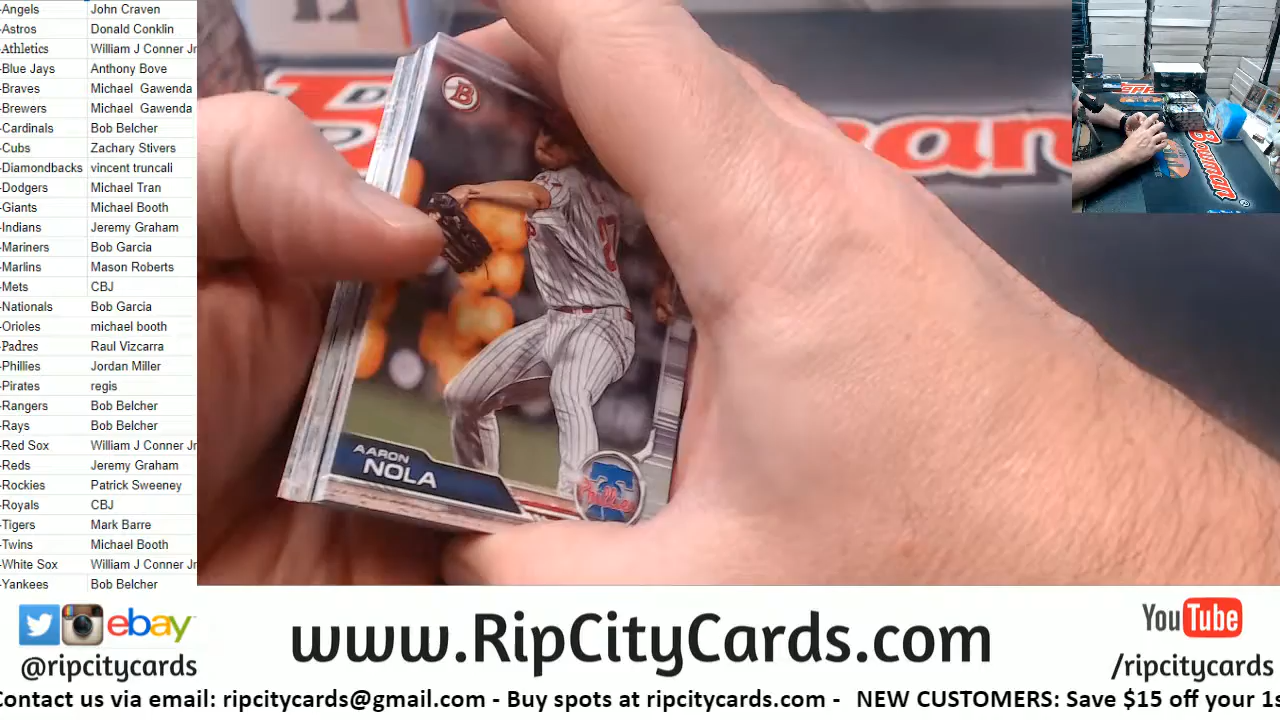 -Angels John Craven
-Astros Donald Conklin
-Athletics William J Conner Jr
-Blue Jays Anthony Bove
-Braves Michael Gawenda
-Brewers Michael Gawenda
-Cardinals Bob Belcher
-Cubs Zachary Stivers
-Diamondbacks vincent truncali
-Dodgers Michael Tran
-Giants Michael Booth
-Indians Jeremy Graham
-Mariners Bob Garcia
-Marlins Mason Roberts
-Mets CBJ
-Nationals Bob Garcia
-Orioles michael booth
-Padres Raul Vizcarra
-Phillies Jordan Miller
-Pirates regis
-Rangers Bob Belcher
-Rays Bob Belcher
-Red Sox William J Conner Jr
-Reds Jeremy Graham
-Rockies Patrick Sweeney
-Royals CBJ
-Tigers Mark Barre
-Twins Michael Booth
-White Sox William J Conner Jr
-Yankees Bob Belcher
B
AARON
NOLA
Phillies
Bowman
ebay
@ripcitycards
www.RipCityCards.com
YouTube
/ripcitycards
Contact us via email: ripcitycards@gmail.com - Buy spots at ripcitycards.com - NEW CUSTOMERS: Save $15 off your 1s